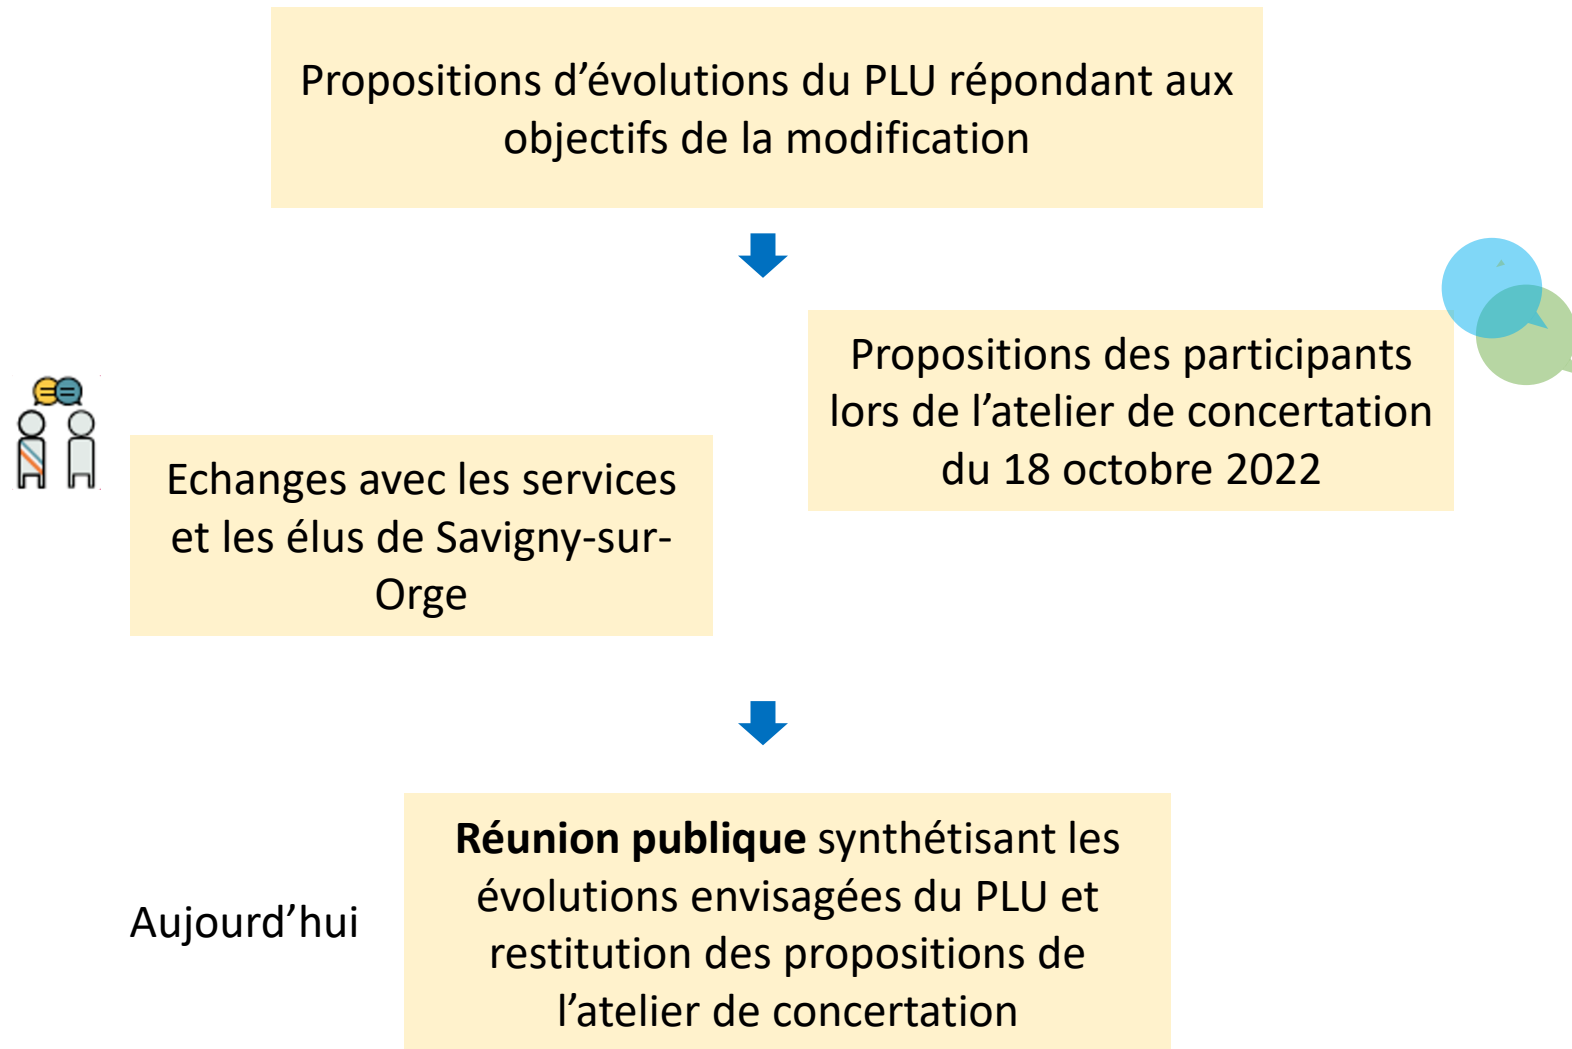 Propositions d’évolutions du PLU répondant aux
objectifs de la modification
Propositions des participants
lors de l’atelier de concertation
du 18 octobre 2022
Echanges avec les services
et les élus de Savigny-sur-
Orge
Aujourd’hui
Réunion publique synthétisant les
évolutions envisagées du PLU et
restitution des propositions de
l’atelier de concertation